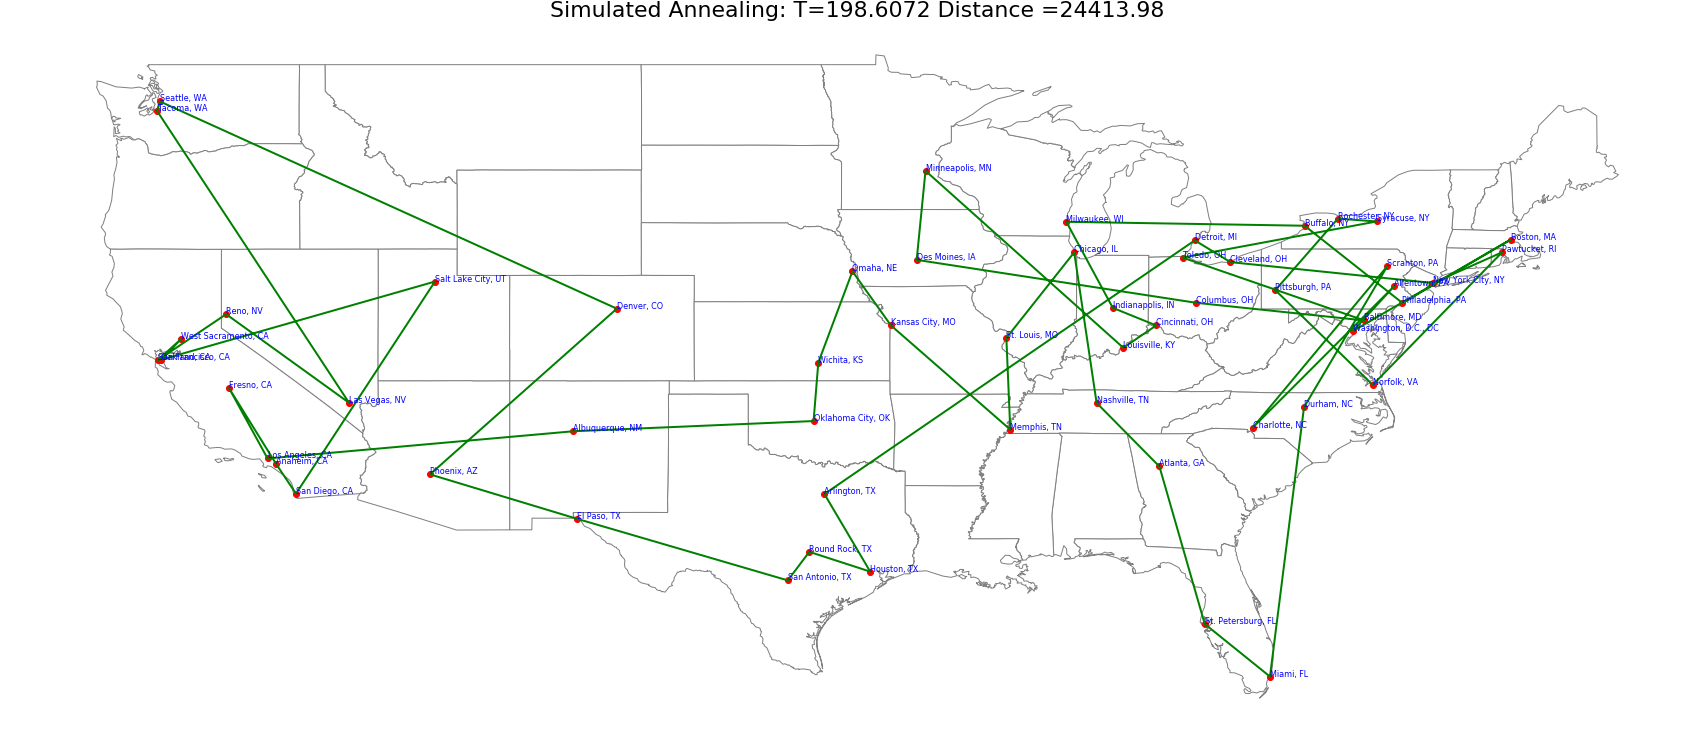 Simulated Annealing: T=198.6072 Distance =24413.98
Seattle, WA
Tacoma, WA
Minneapolis, MN
Milwaukee, WI
Buffalo, NY
Rochester, NY
Syracuse, NY
Detroit, MI
Boston, MA
Pawtucket, RI
Chicago, IL
Toledo, OH
Cleveland, OH
Des Moines, IA
Scranton, PA
Omaha, NE
Salt Lake City, UT
New York City, NY
Allentown, PA
Pittsburgh, PA
Philadelphia, PA
Columbus, OH
Indianapolis, IN
Denver, CO
Reno, NV
Baltimore, MD
Kansas City, MO
Cincinnati, OH
Washington, D.C., DC
West Sacramento, CA
St. Louis, MO
Louisville, KY
Wichita, KS
Norfolk, VA
Fresno, CA
Las Vegas, NV
Nashville, TN
Durham, NC
Oklahoma City, OK
Albuquerque, NM
Memphis, TN
Charlotte, NC
Los Angeles, CA
Anaheim, CA
Atlanta, GA
Phoenix, AZ
San Diego, CA
Arlington, TX
El Paso, TX
Round Rock, TX
Houston, TX
San Antonio, TX
St. Petersburg, FL
Miami, FL